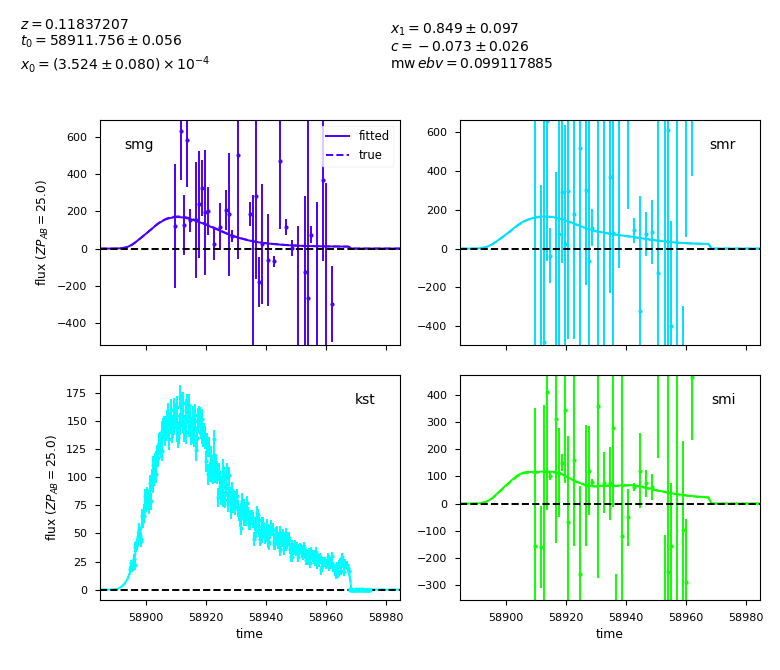 z = 0.11837207
t₀ = 58911.756 ± 0.056
x₀ = (3.524 ± 0.080) × 10⁻⁴
x₁ = 0.849 ± 0.097
c = −0.073 ± 0.026
mw ebv = 0.099117885
smg
fitted
true
600
400
200
0
−200
−400
flux (ZP_AB = 25.0)
smr
600
400
200
0
−200
−400
kst
175
150
125
100
75
50
25
0
flux (ZP_AB = 25.0)
58900 58920 58940 58960 58980
time
smi
400
300
200
100
0
−100
−200
−300
58900 58920 58940 58960 58980
time